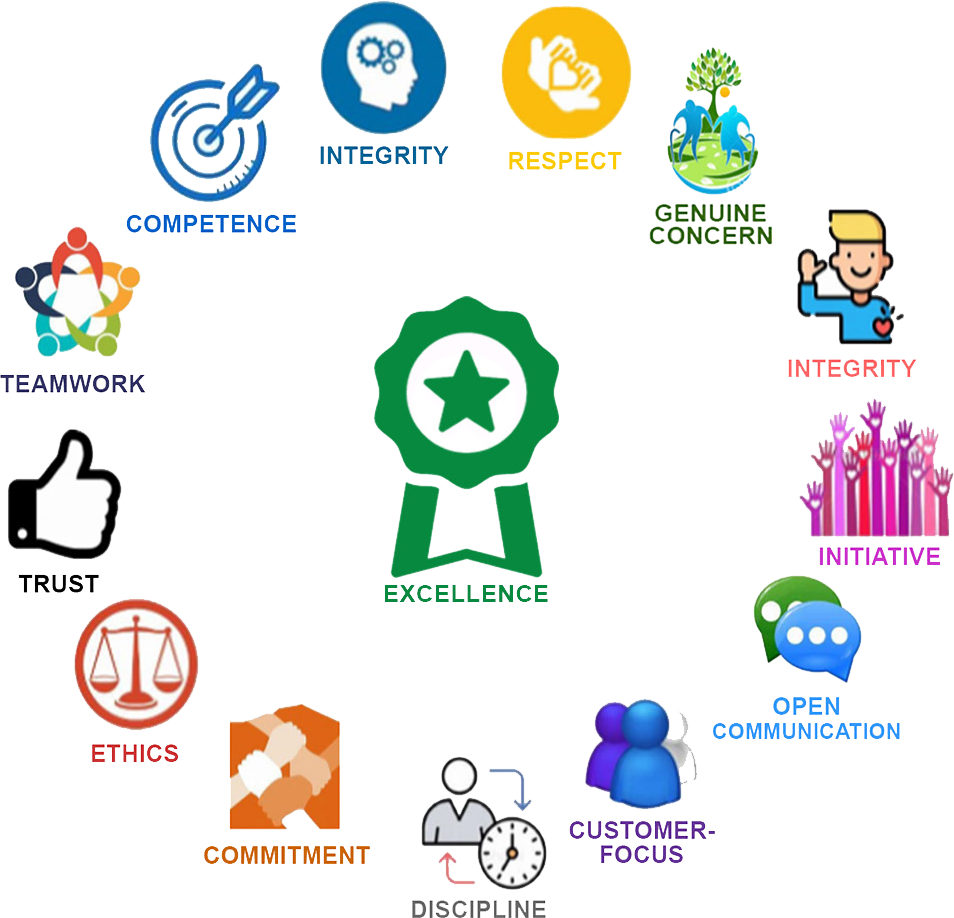 INTEGRITY
RESPECT
GENUINE
CONCERN
COMPETENCE
INTEGRITY
TEAMWORK
INITIATIVE
TRUST
EXCELLENCE
OPEN
COMMUNICATION
ETHICS
CUSTOMER-
FOCUS
COMMITMENT
DISCIPLINE